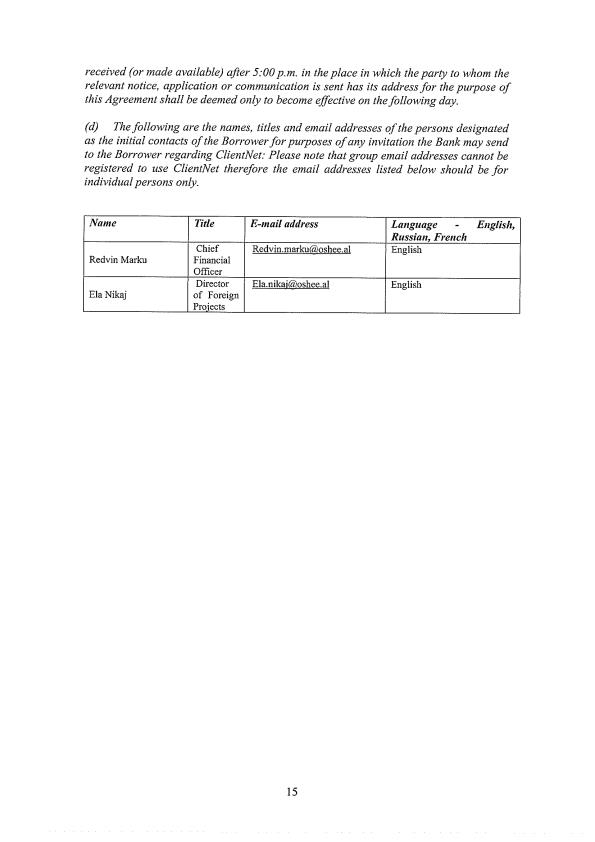 received (or made available) after 5:00 p.m. in the place in which the party to whom the
relevant notice, application or communication is sent has its address for the purpose of
this Agreement shall be deemed only to become effective on the following day.
(d) The following are the names, titles and email addresses of the persons designated
as the initial contacts of the Borrower for purposes of any invitation the Bank may send
to the Borrower regarding ClientNet: Please note that group email addresses cannot be
registered to use ClientNet therefore the email addresses listed below should be for
individual persons only.
Name Title E-mail address Language - English,
Russian, French
Redvin Marku Chief Redvin.marku@oshee.al English
Financial
Officer
Ela Nikaj Director Ela.nikaj@oshee.al English
of Foreign
Projects
15